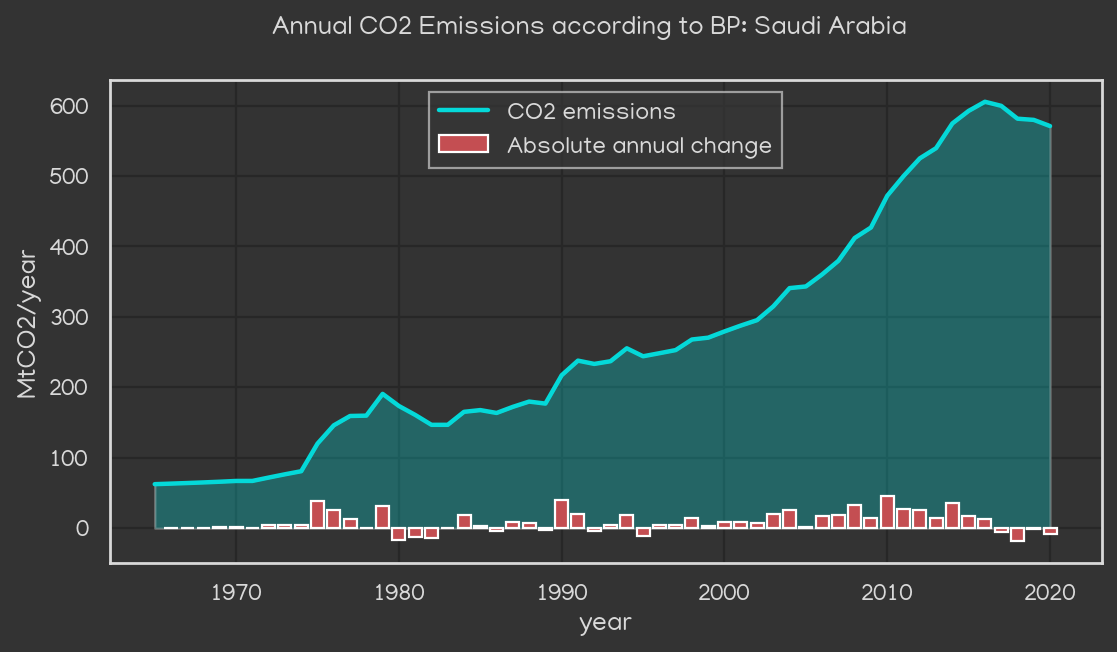 Annual CO2 Emissions according to BP: Saudi Arabia
CO2 emissions
Absolute annual change
MtCO2/year
600
500
400
300
200
100
0
1970 1980 1990 2000 2010 2020
year